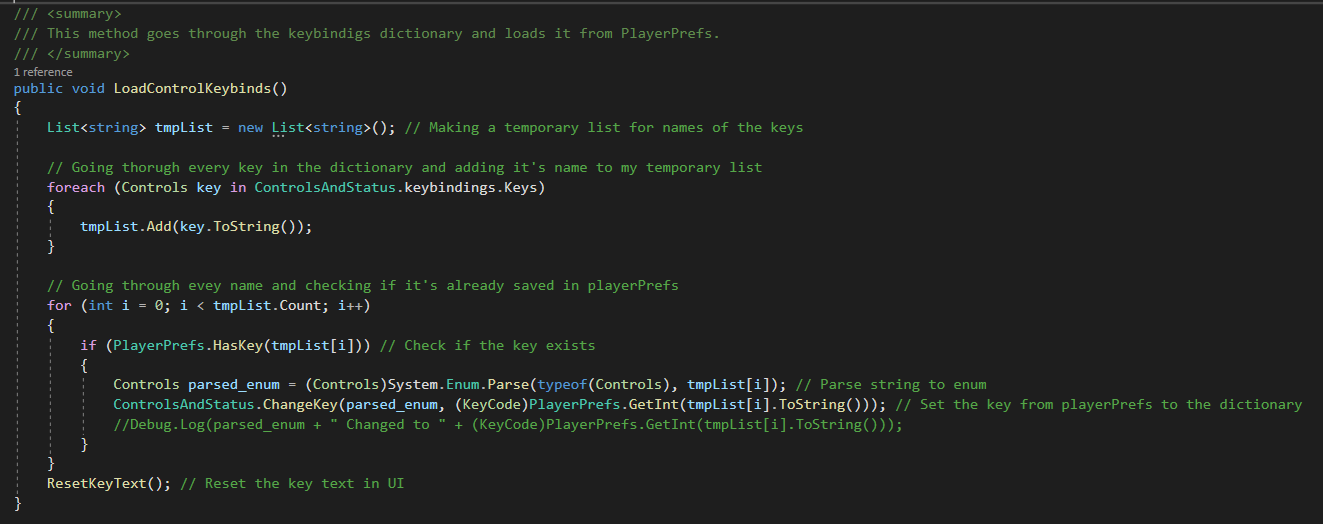 /// <summary>
/// This method goes through the keybindigs dictionary and loads it from PlayerPrefs.
/// </summary>
1 reference
public void LoadControlKeybinds()
{
    List<string> tmpList = new List<string>(); // Making a temporary list for names of the keys

    // Going thorugh every key in the dictionary and adding it's name to my temporary list
    foreach (Controls key in ControlsAndStatus.keybindings.Keys)
    {
        tmpList.Add(key.ToString());
    }

    // Going through evey name and checking if it's already saved in playerPrefs
    for (int i = 0; i < tmpList.Count; i++)
    {
        if (PlayerPrefs.HasKey(tmpList[i])) // Check if the key exists
        {
            Controls parsed_enum = (Controls)System.Enum.Parse(typeof(Controls), tmpList[i]); // Parse string to enum
            ControlsAndStatus.ChangeKey(parsed_enum, (KeyCode)PlayerPrefs.GetInt(tmpList[i].ToString())); // Set the key from playerPrefs to the dictionary
            //Debug.Log(parsed_enum + " Changed to " + (KeyCode)PlayerPrefs.GetInt(tmpList[i].ToString()));
        }
    }
    ResetKeyText(); // Reset the key text in UI
}